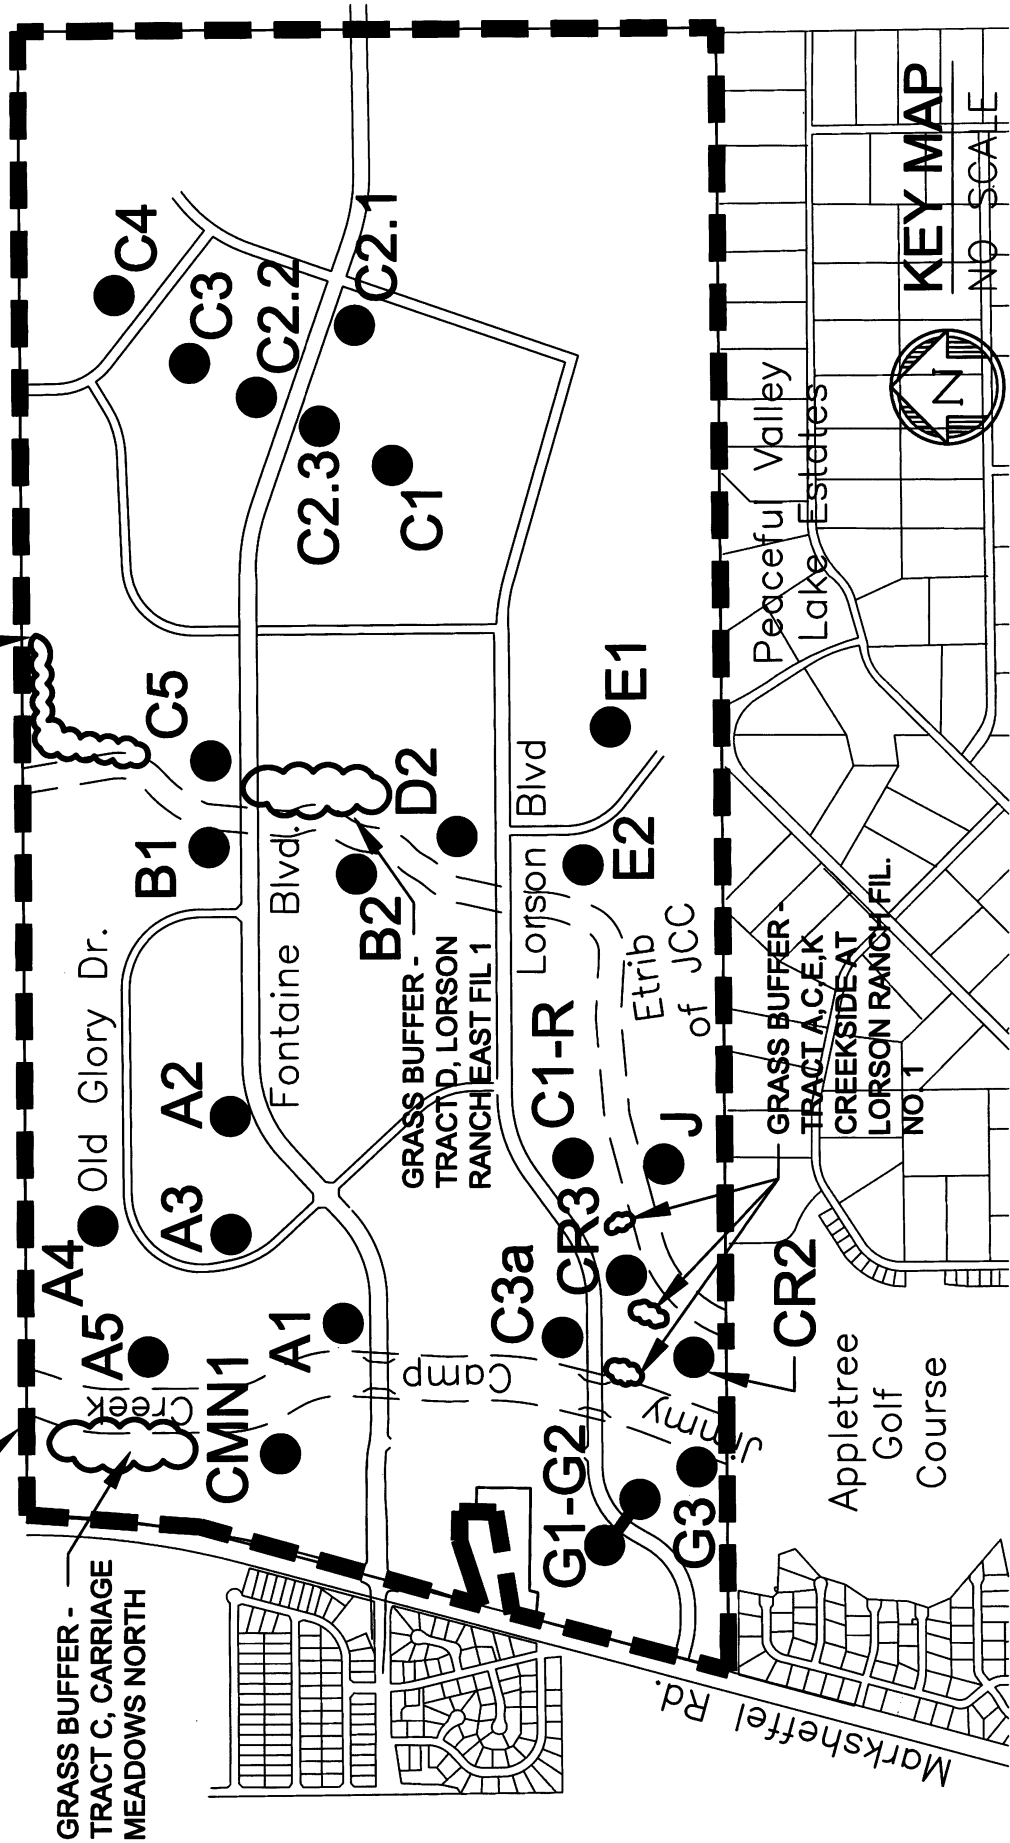 GRASS BUFFER -
TRACT C, CARRIAGE
MEADOWS NORTH
A5
A4
Old Glory Dr.
B1
C5
C4
C3
C2.2
C2.1
C2.3
C1
A3
A2
A1
CMN1
Creek
Camp
Jimmy
Fontaine Blvd.
B2
D2
GRASS BUFFER -
TRACT D, LORSON
RANCH EAST FIL 1
Lorson Blvd
E1
E2
Etrib
of JCC
C1-R
J
CR3
C3a
G1-G2
G3
CR2
GRASS BUFFER -
TRACT A,C,E,K
CREEKSIDE AT
LORSON RANCH FIL.
NO. 1
Peaceful Valley
Lake Estates
Appletree
Golf
Course
Marksheffel Rd.
N
KEY MAP
NO SCALE